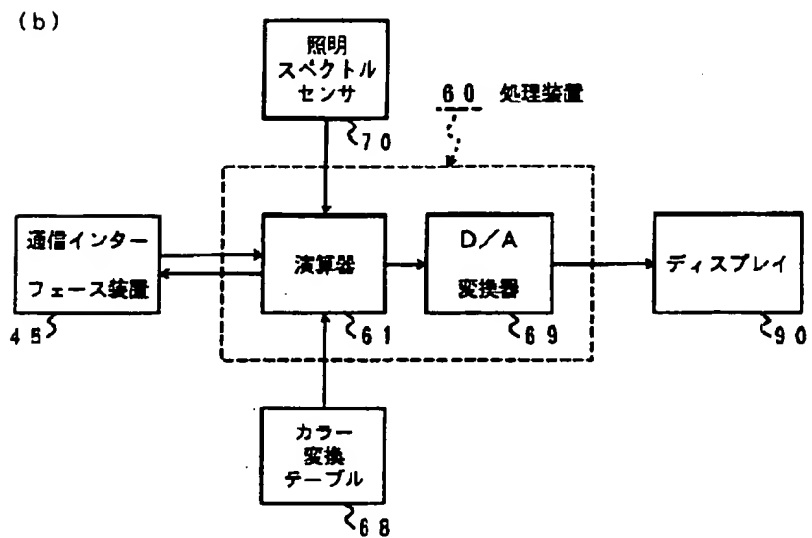 (b)
照明
スペクトル
センサ
70
60 処理装置
通信インター
フェース装置
45
演算器
61
D/A
変換器
69
ディスプレイ
90
カラー
変換
テーブル
68